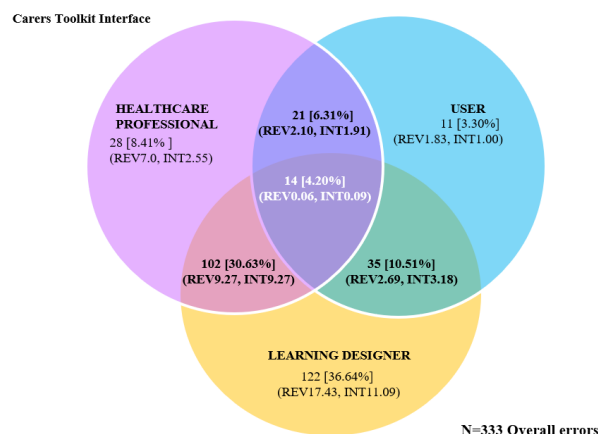 Carers Toolkit Interface
HEALTHCARE
PROFESSIONAL
28 [8.41% ]
(REV7.0, INT2.55)
21 [6.31%]
(REV2.10, INT1.91)
USER
11 [3.30%]
(REV1.83, INT1.00)
14 [4.20%]
(REV0.06, INT0.09)
102 [30.63%]
(REV9.27, INT9.27)
35 [10.51%]
(REV2.69, INT3.18)
LEARNING DESIGNER
122 [36.64%]
(REV17.43, INT11.09)
N=333 Overall errors